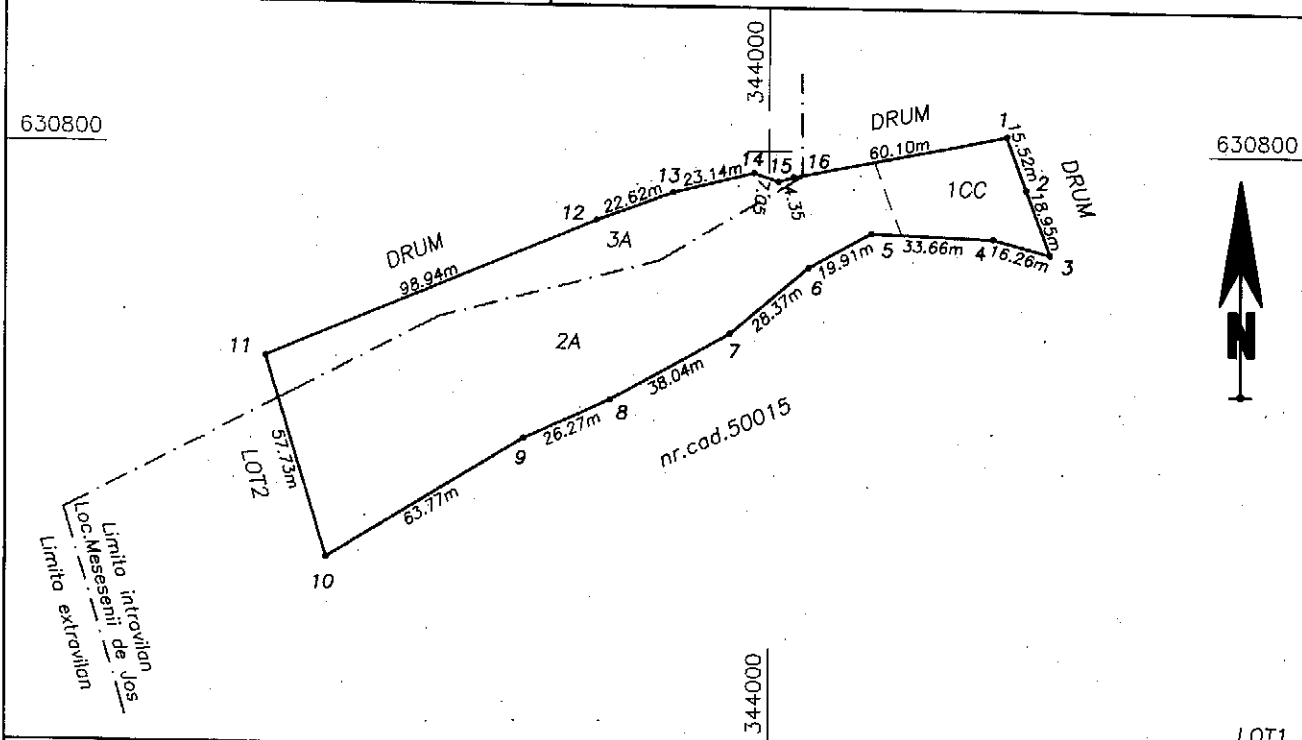 344000
630800
630800
DRUM
1
15.52m
2
DRUM
18.95m
60.10m
1CC
14
15
16
13
23.14m
7.05
4.35
12
22.62m
3A
DRUM
98.94m
5
33.66m
4
16.26m
3
19.91m
6
28.37m
N
11
2A
7
38.04m
8
nr.cad.50015
26.27m
9
57.73m
LOT2
63.77m
10
Limita intravilan
Loc.Mesesenii de Jos
Limita extravilan
344000
LOT1